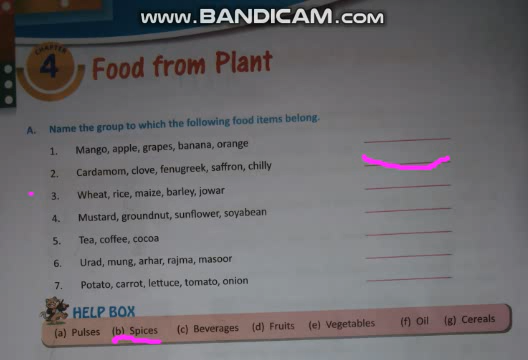 www.BANDICAM.com
CHAPTER
4
Food from Plant
A. Name the group to which the following food items belong.
1. Mango, apple, grapes, banana, orange
2. Cardamom, clove, fenugreek, saffron, chilly
3. Wheat, rice, maize, barley, jowar
4. Mustard, groundnut, sunflower, soyabean
5. Tea, coffee, cocoa
6. Urad, mung, arhar, rajma, masoor
7. Potato, carrot, lettuce, tomato, onion
HELP BOX
(a) Pulses (b) Spices (c) Beverages (d) Fruits (e) Vegetables (f) Oil (g) Cereals